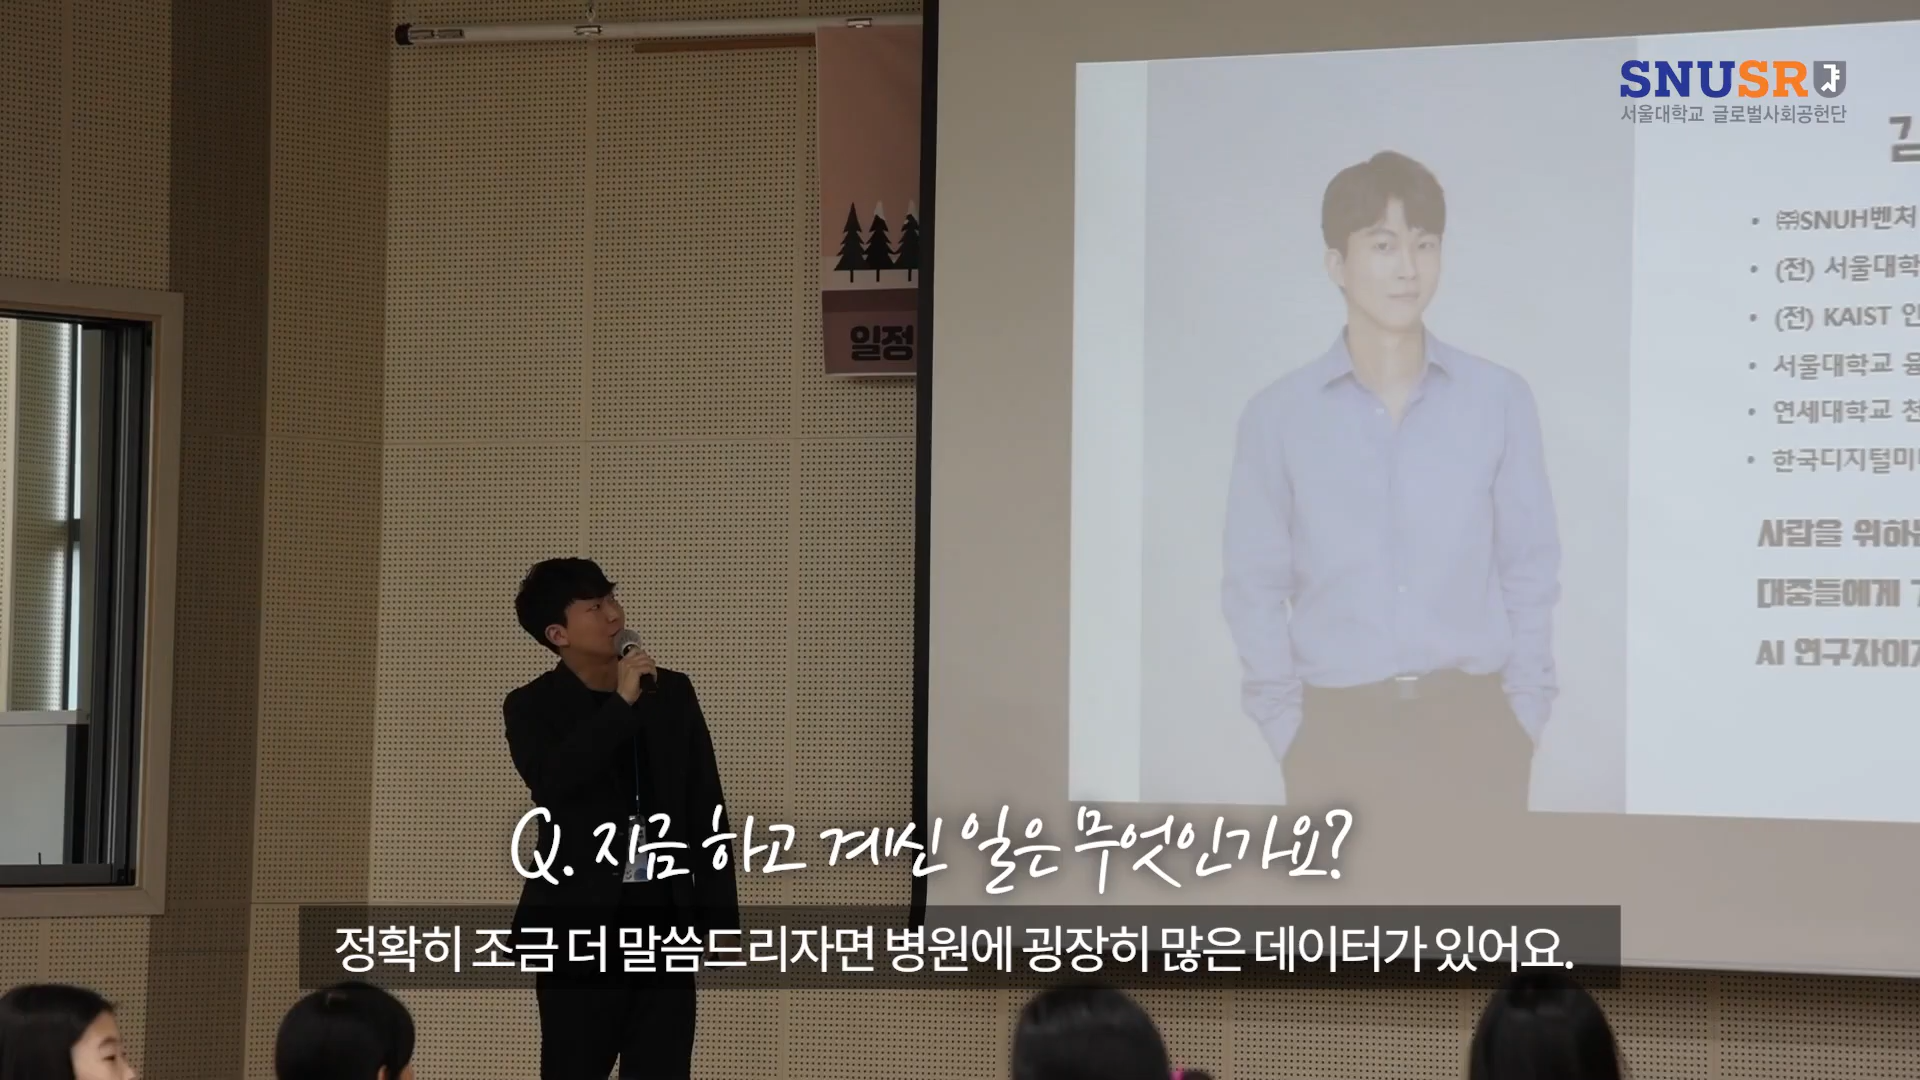 SNUSR
서울대학교 글로벌사회공헌단
일정
㈜SNUH벤처
(전) 서울대학
(전) KAIST 인
서울대학교 융
연세대학교 천
한국디지털미
사람을 위하는
대중들에게
AI 연구자이자
Q. 지금 하고 계신 일은 무엇인가요?
정확히 조금 더 말씀드리자면 병원에 굉장히 많은 데이터가 있어요.